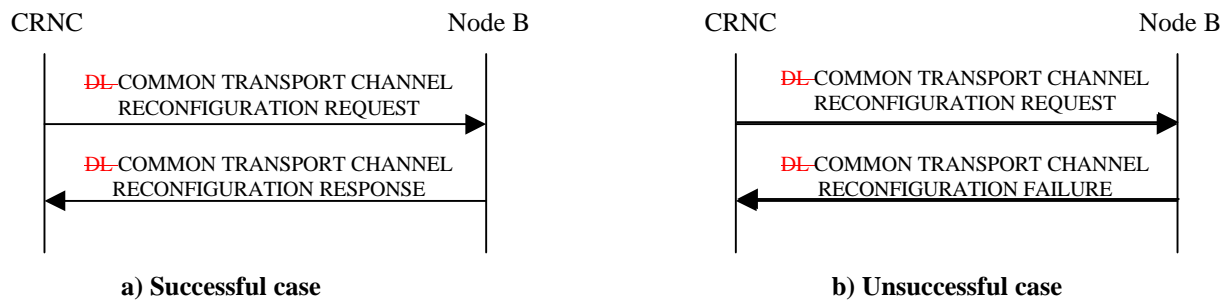 CRNC Node B
DL COMMON TRANSPORT CHANNEL
RECONFIGURATION REQUEST
DL COMMON TRANSPORT CHANNEL
RECONFIGURATION RESPONSE
a) Successful case
CRNC Node B
DL COMMON TRANSPORT CHANNEL
RECONFIGURATION REQUEST
DL COMMON TRANSPORT CHANNEL
RECONFIGURATION FAILURE
b) Unsuccessful case